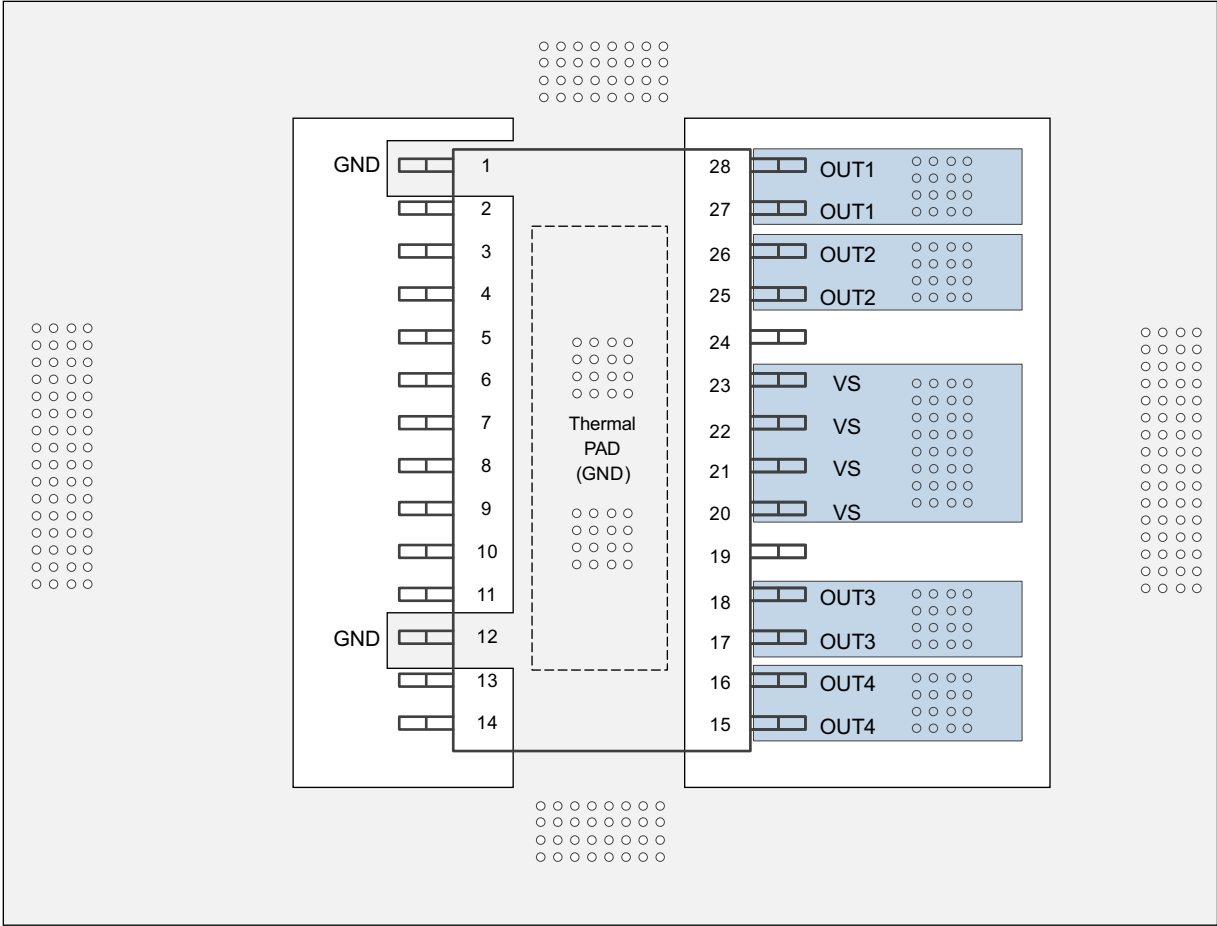 GND 1 28 OUT1
2 27 OUT1
3 26 OUT2
4 25 OUT2
5 24
6 23 VS
7 22 VS
8 21 VS
9 20 VS
10 19
11 18 OUT3
GND 12 17 OUT3
13 16 OUT4
14 15 OUT4
Thermal
PAD
(GND)